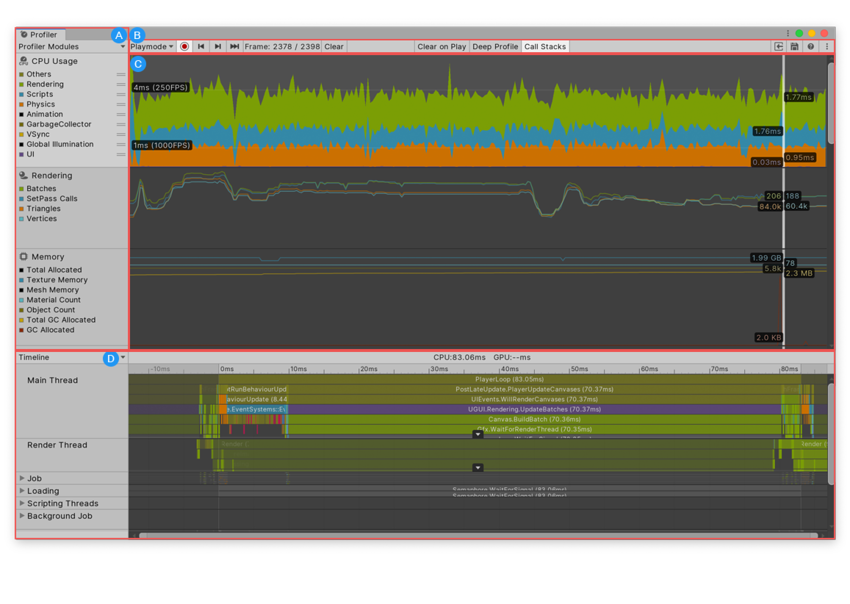 Profiler
A
B
Profiler Modules
Playmode
Frame: 2378 / 2398
Clear
Clear on Play
Deep Profile
Call Stacks
C
CPU Usage
Others
Rendering
Scripts
Physics
Animation
GarbageCollector
VSync
Global Illumination
UI
4ms (250FPS)
1ms (1000FPS)
1.77ms
1.76ms
0.95ms
0.03ms
Rendering
Batches
SetPass Calls
Triangles
Vertices
206
188
84.0k
60.4k
Memory
Total Allocated
Texture Memory
Mesh Memory
Material Count
Object Count
Total GC Allocated
GC Allocated
1.99 GB
78
5.8k
2.3 MB
2.0 KB
Timeline
D
CPU:83.06ms GPU:--ms
-10ms
0ms
10ms
20ms
30ms
40ms
50ms
60ms
70ms
80ms
Main Thread
PlayerLoop (83.05ms)
tRunBehaviourUpd
PostLateUpdate.PlayerUpdateCanvases (70.37ms)
aviourUpdate (8.44
UIEvents.WillRenderCanvases (70.37ms)
s.EventSystems::E
UGUI.Rendering.UpdateBatches (70.37ms)
Canvas.BuildBatch (70.36ms)
Gfx.WaitForRenderThread (70.35ms)
Render Thread
Job
Loading
Semaphore.WaitForSignal (83.06ms)
Semaphore.WaitForSignal (83.06ms)
Scripting Threads
Background Job